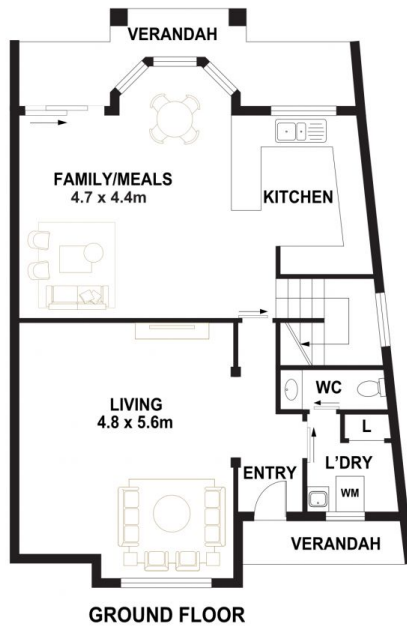 VERANDAH
FAMILY/MEALS
4.7 x 4.4m
KITCHEN
WC
LIVING
4.8 x 5.6m
L
L'DRY
ENTRY
WM
VERANDAH
GROUND FLOOR